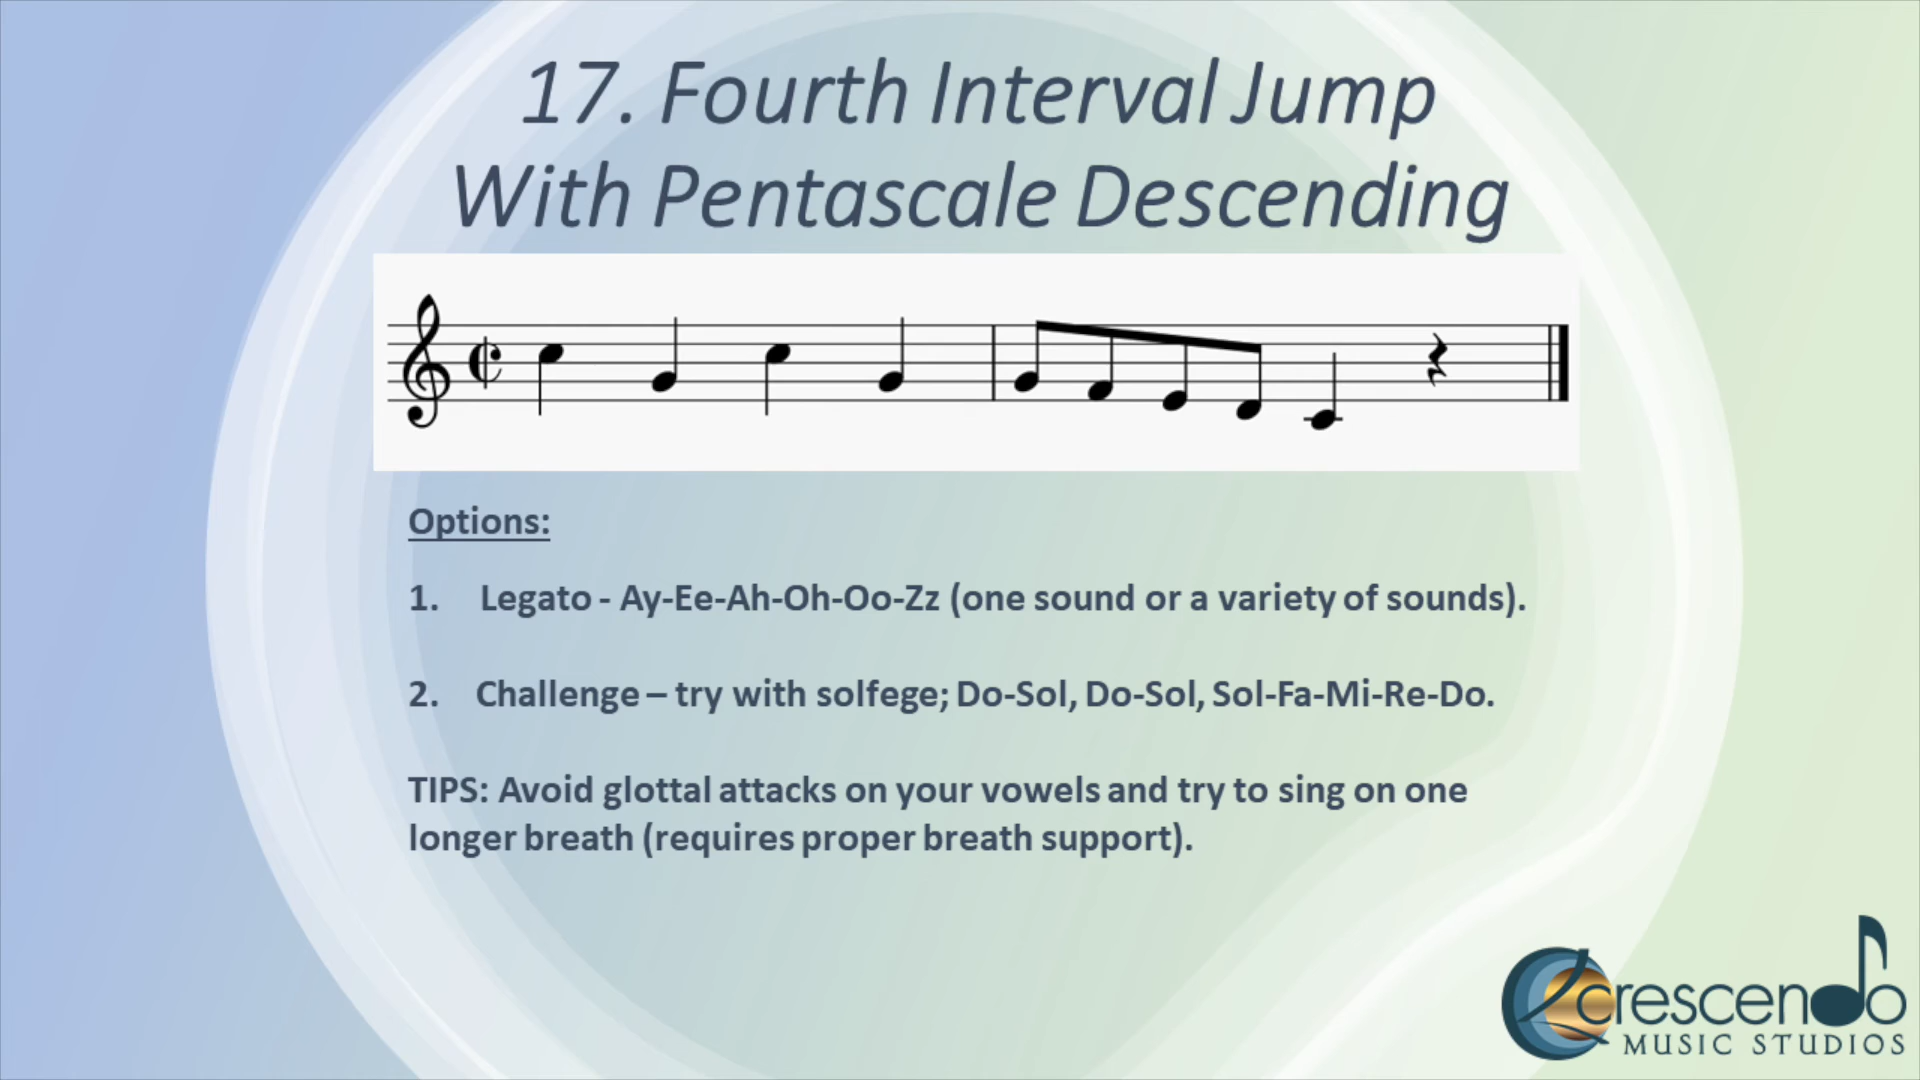 17. Fourth Interval Jump
With Pentascale Descending
Options:
1. Legato - Ay-Ee-Ah-Oh-Oo-Zz (one sound or a variety of sounds).
2. Challenge – try with solfege; Do-Sol, Do-Sol, Sol-Fa-Mi-Re-Do.
TIPS: Avoid glottal attacks on your vowels and try to sing on one
longer breath (requires proper breath support).
crescendo
MUSIC STUDIOS